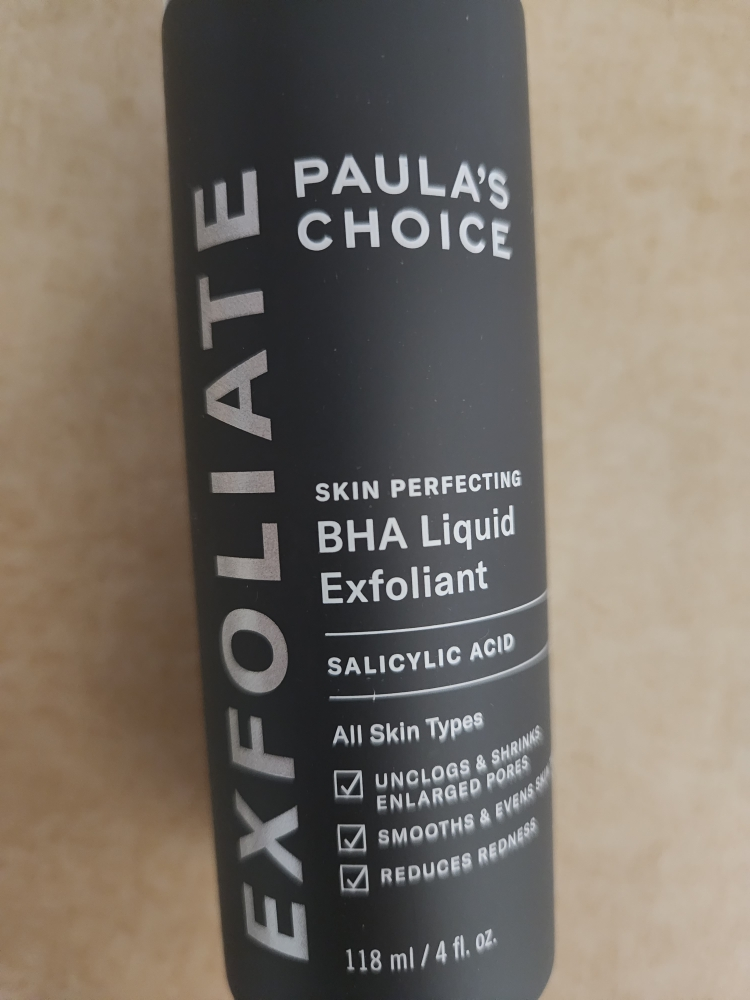 EXFOLIATE
PAULA'S
CHOICE
SKIN PERFECTING
BHA Liquid
Exfoliant
SALICYLIC ACID
All Skin Types
UNCLOGS & SHRINKS
ENLARGED PORES
SMOOTHS & EVENS SKIN
REDUCES REDNESS
118 ml / 4 fl. oz.